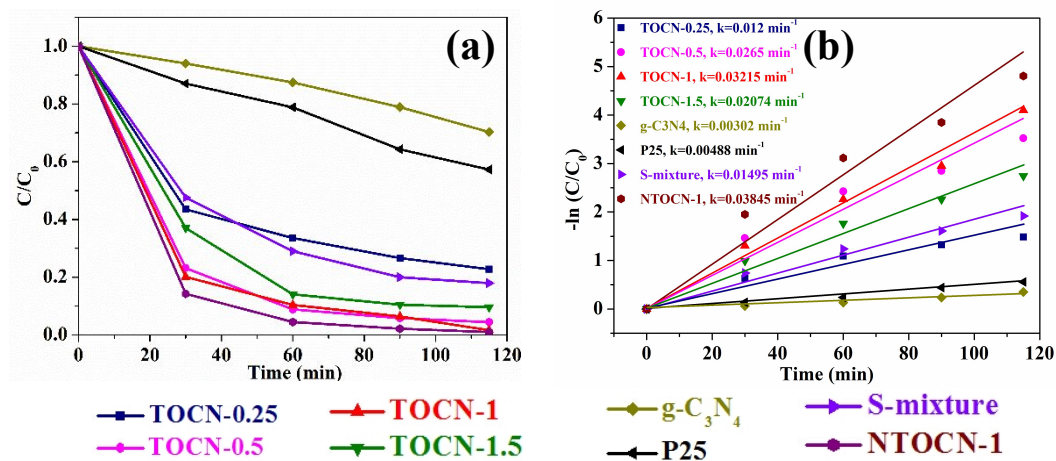 (a)
C/C0
1.0
0.8
0.6
0.4
0.2
0.0
0 20 40 60 80 100 120
Time (min)
(b)
-ln (C/C0)
6
5
4
3
2
1
0
0 20 40 60 80 100 120
Time (min)
TOCN-0.25, k=0.012 min-1
TOCN-0.5, k=0.0265 min-1
TOCN-1, k=0.03215 min-1
TOCN-1.5, k=0.02074 min-1
g-C3N4, k=0.00302 min-1
P25, k=0.00488 min-1
S-mixture, k=0.01495 min-1
NTOCN-1, k=0.03845 min-1
TOCN-0.25
TOCN-1
TOCN-0.5
TOCN-1.5
g-C3N4
S-mixture
P25
NTOCN-1